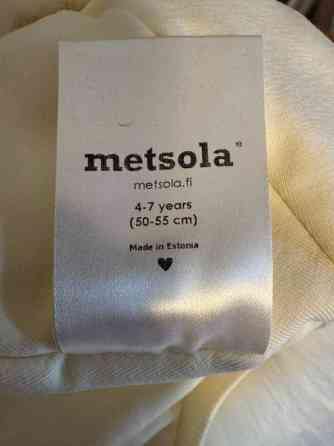 metsola®
metsola.fi
4-7 years
(50-55 cm)
Made in Estonia